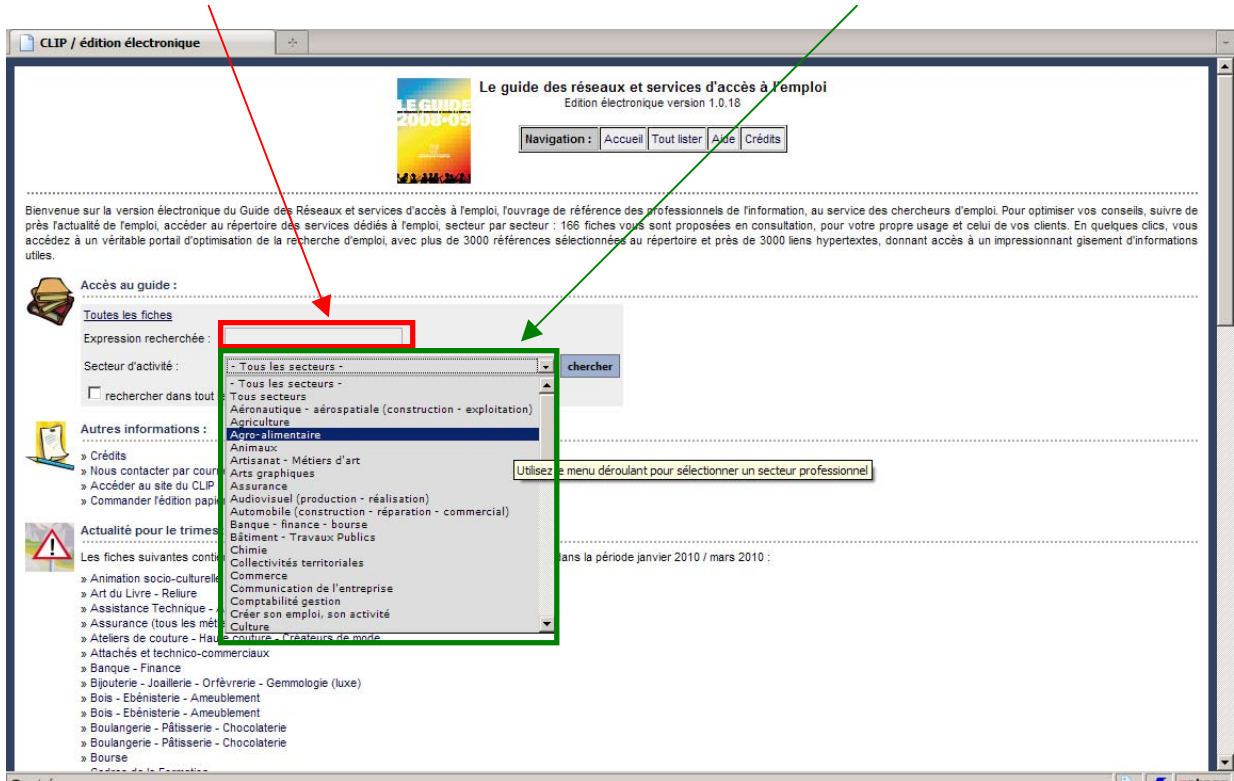 CLIP / édition électronique
LE GUIDE
2008•09
Le guide des réseaux et services d'accès à l'emploi
Edition électronique version 1.0.18
Navigation : Accueil Tout lister Aide Crédits
Bienvenue sur la version électronique du Guide des Réseaux et services d'accès à l'emploi, l'ouvrage de référence des professionnels de l'information, au service des chercheurs d'emploi. Pour optimiser vos conseils, suivre de
près l'actualité de l'emploi, accéder au répertoire des services dédiés à l'emploi, secteur par secteur : 166 fiches vous sont proposées en consultation, pour votre propre usage et celui de vos clients. En quelques clics, vous
accédez à un véritable portail d'optimisation de la recherche d'emploi, avec plus de 3000 références sélectionnées au répertoire et près de 3000 liens hypertextes, donnant accès à un impressionnant gisement d'informations
utiles.
Accès au guide :
Toutes les fiches
Expression recherchée :
Secteur d'activité : - Tous les secteurs - chercher
rechercher dans tout
- Tous les secteurs -
Tous secteurs
Aéronautique - aérospatiale (construction - exploitation)
Agriculture
Agro-alimentaire
Animaux
Artisanat - Métiers d'art
Arts graphiques
Assurance
Audiovisuel (production - réalisation)
Automobile (construction - réparation - commercial)
Banque - finance - bourse
Bâtiment - Travaux Publics
Chimie
Collectivités territoriales
Commerce
Communication de l'entreprise
Comptabilité gestion
Créer son emploi, son activité
Culture
Utilisez le menu déroulant pour sélectionner un secteur professionnel
Autres informations :
» Crédits
» Nous contacter par cour
» Accéder au site du CLIP
» Commander l'édition papie
Actualité pour le trimes
Les fiches suivantes contie dans la période janvier 2010 / mars 2010 :
» Animation socio-culturelle
» Art du Livre - Reliure
» Assistance Technique -
» Assurance (tous les méti
» Ateliers de couture - Haute couture - Créateurs de mode
» Attachés et technico-commerciaux
» Banque - Finance
» Bijouterie - Joaillerie - Orfèvrerie - Gemmologie (luxe)
» Bois - Ebénisterie - Ameublement
» Bois - Ebénisterie - Ameublement
» Boulangerie - Pâtisserie - Chocolaterie
» Boulangerie - Pâtisserie - Chocolaterie
» Bourse